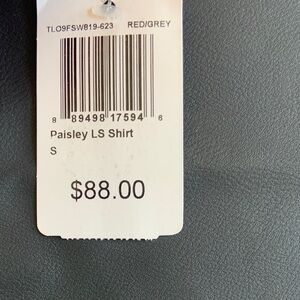 TLO9FSW819-623 RED/GREY
8 89498 17594 6
Paisley LS Shirt
S
$88.00